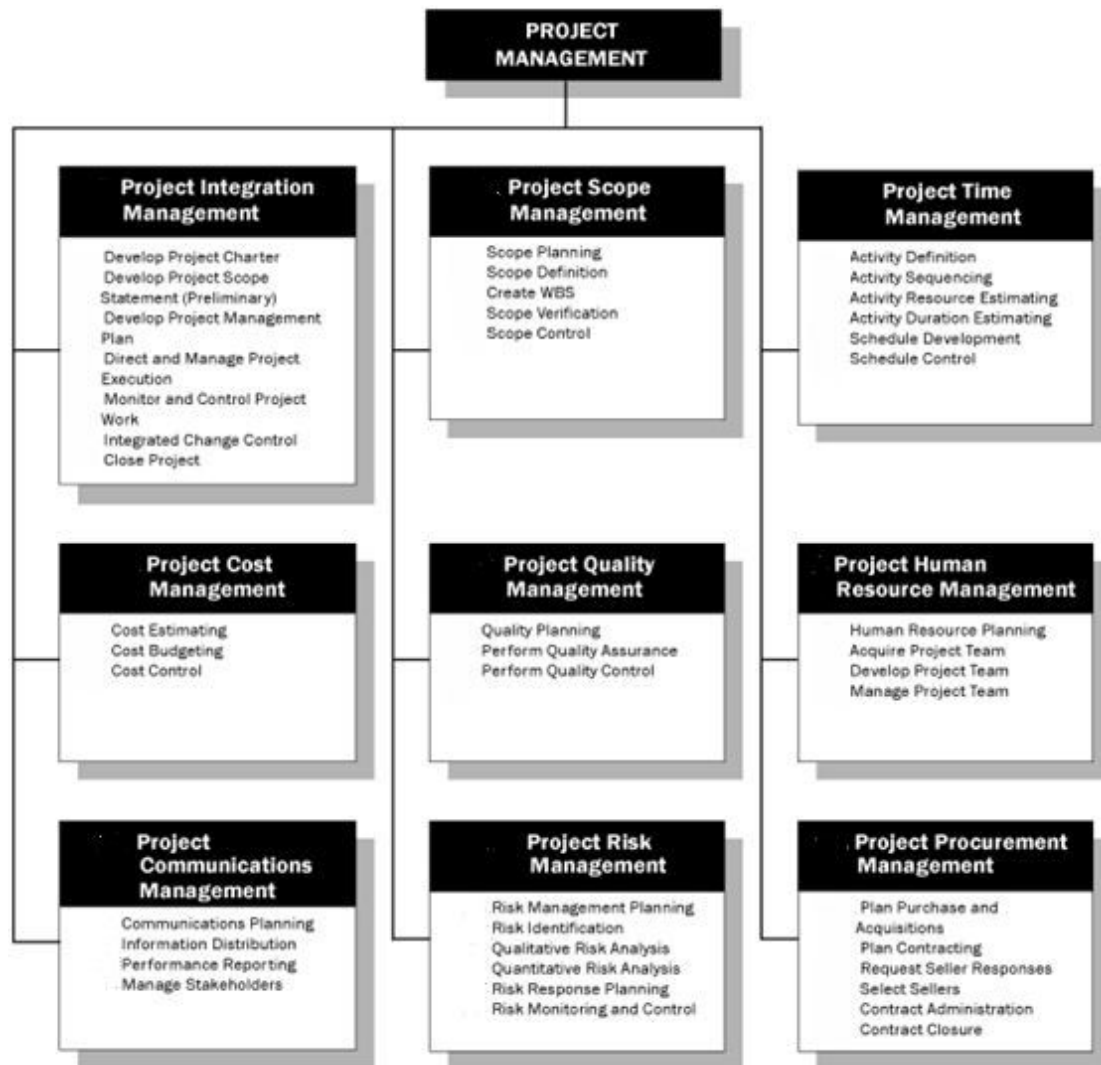 PROJECT
MANAGEMENT
Project Integration
Management
Develop Project Charter
Develop Project Scope
Statement (Preliminary)
Develop Project Management
Plan
Direct and Manage Project
Execution
Monitor and Control Project
Work
Integrated Change Control
Close Project
Project Scope
Management
Scope Planning
Scope Definition
Create WBS
Scope Verification
Scope Control
Project Time
Management
Activity Definition
Activity Sequencing
Activity Resource Estimating
Activity Duration Estimating
Schedule Development
Schedule Control
Project Cost
Management
Cost Estimating
Cost Budgeting
Cost Control
Project Quality
Management
Quality Planning
Perform Quality Assurance
Perform Quality Control
Project Human
Resource Management
Human Resource Planning
Acquire Project Team
Develop Project Team
Manage Project Team
Project
Communications
Management
Communications Planning
Information Distribution
Performance Reporting
Manage Stakeholders
Project Risk
Management
Risk Management Planning
Risk Identification
Qualitative Risk Analysis
Quantitative Risk Analysis
Risk Response Planning
Risk Monitoring and Control
Project Procurement
Management
Plan Purchase and
Acquisitions
Plan Contracting
Request Seller Responses
Select Sellers
Contract Administration
Contract Closure